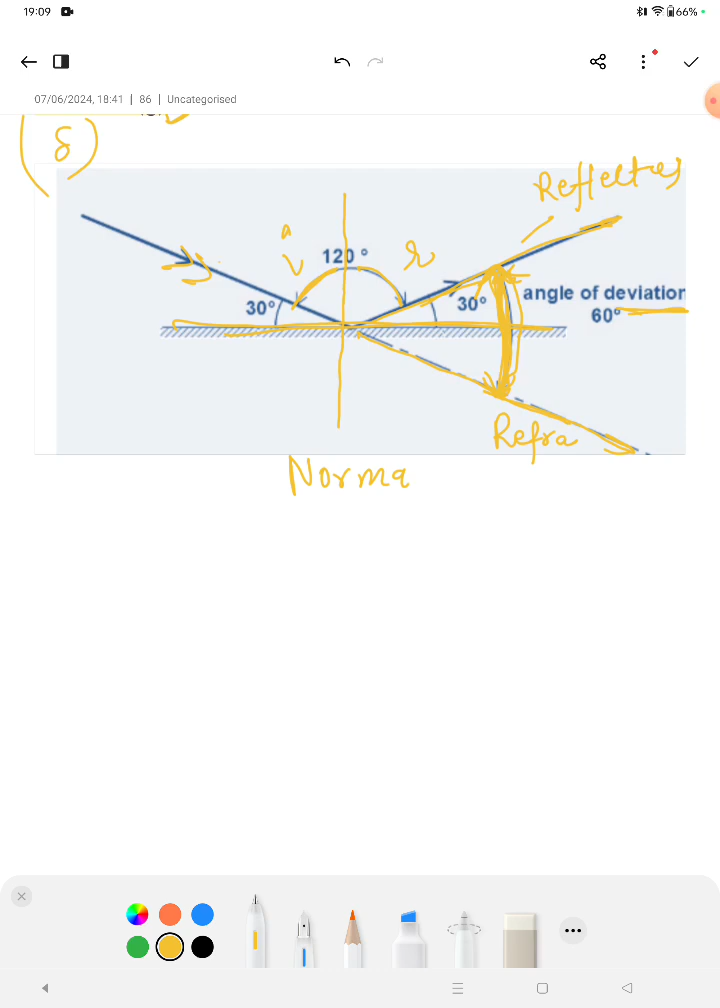 19:09
66%
07/06/2024, 18:41 | 86 | Uncategorised
δ
Reffelties
i
120°
r
30°
30°
angle of deviation
60°
Refra
Norma